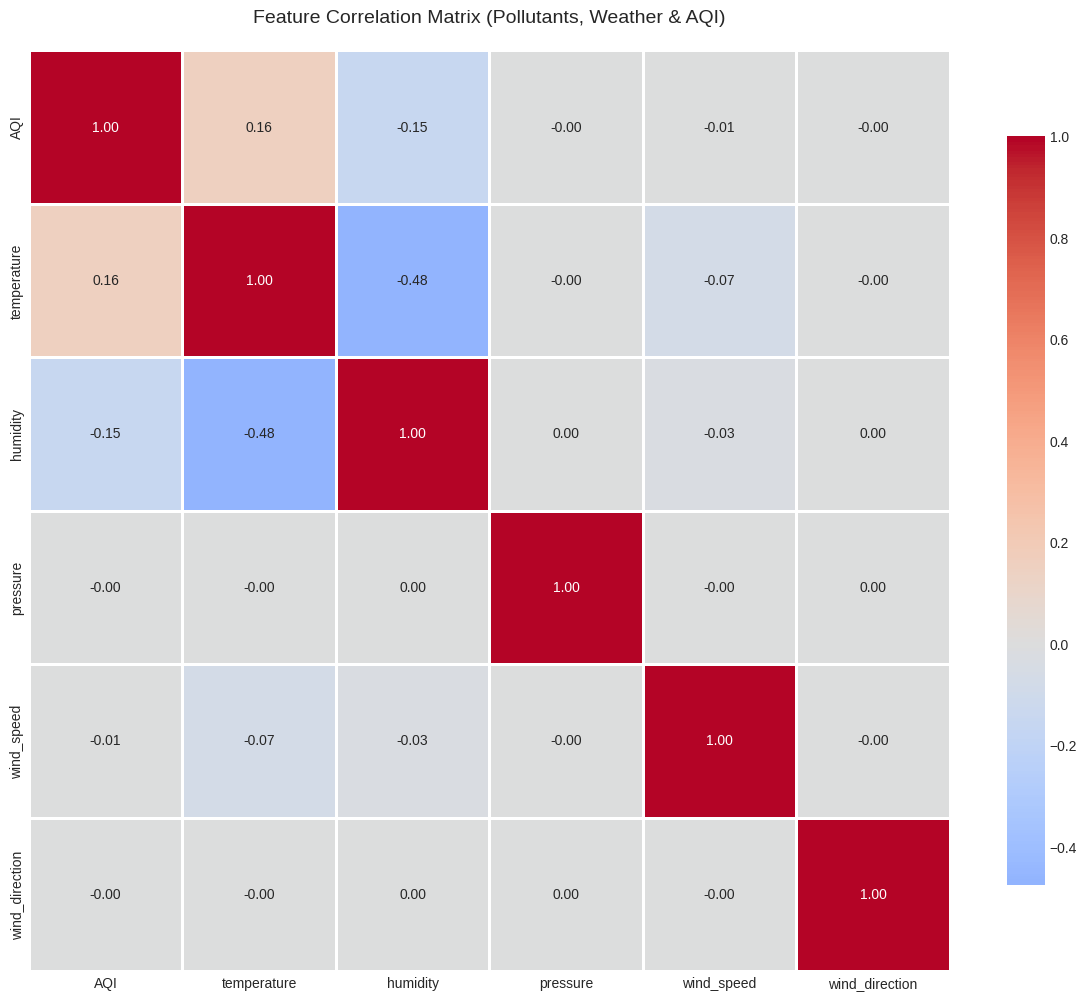 Feature Correlation Matrix (Pollutants, Weather & AQI)
AQI 1.00 0.16 -0.15 -0.00 -0.01 -0.00
temperature 0.16 1.00 -0.48 -0.00 -0.07 -0.00
humidity -0.15 -0.48 1.00 0.00 -0.03 0.00
pressure -0.00 -0.00 0.00 1.00 -0.00 0.00
wind_speed -0.01 -0.07 -0.03 -0.00 1.00 -0.00
wind_direction -0.00 -0.00 0.00 0.00 -0.00 1.00
AQI temperature humidity pressure wind_speed wind_direction
1.0
0.8
0.6
0.4
0.2
0.0
−0.2
−0.4